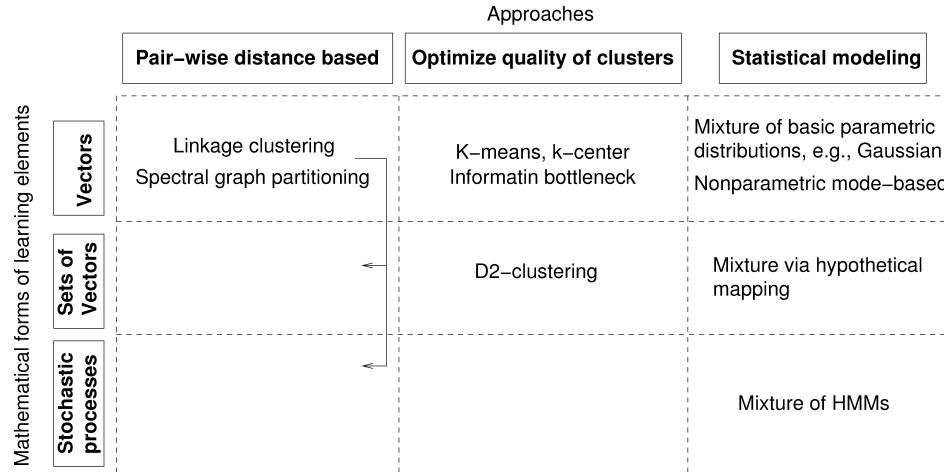 Approaches
Pair−wise distance based
Optimize quality of clusters
Statistical modeling
Mathematical forms of learning elements
Vectors
Linkage clustering
Spectral graph partitioning
K−means, k−center
Informatin bottleneck
Mixture of basic parametric
distributions, e.g., Gaussian
Nonparametric mode−based
Sets of
Vectors
D2−clustering
Mixture via hypothetical
mapping
Stochastic
processes
Mixture of HMMs